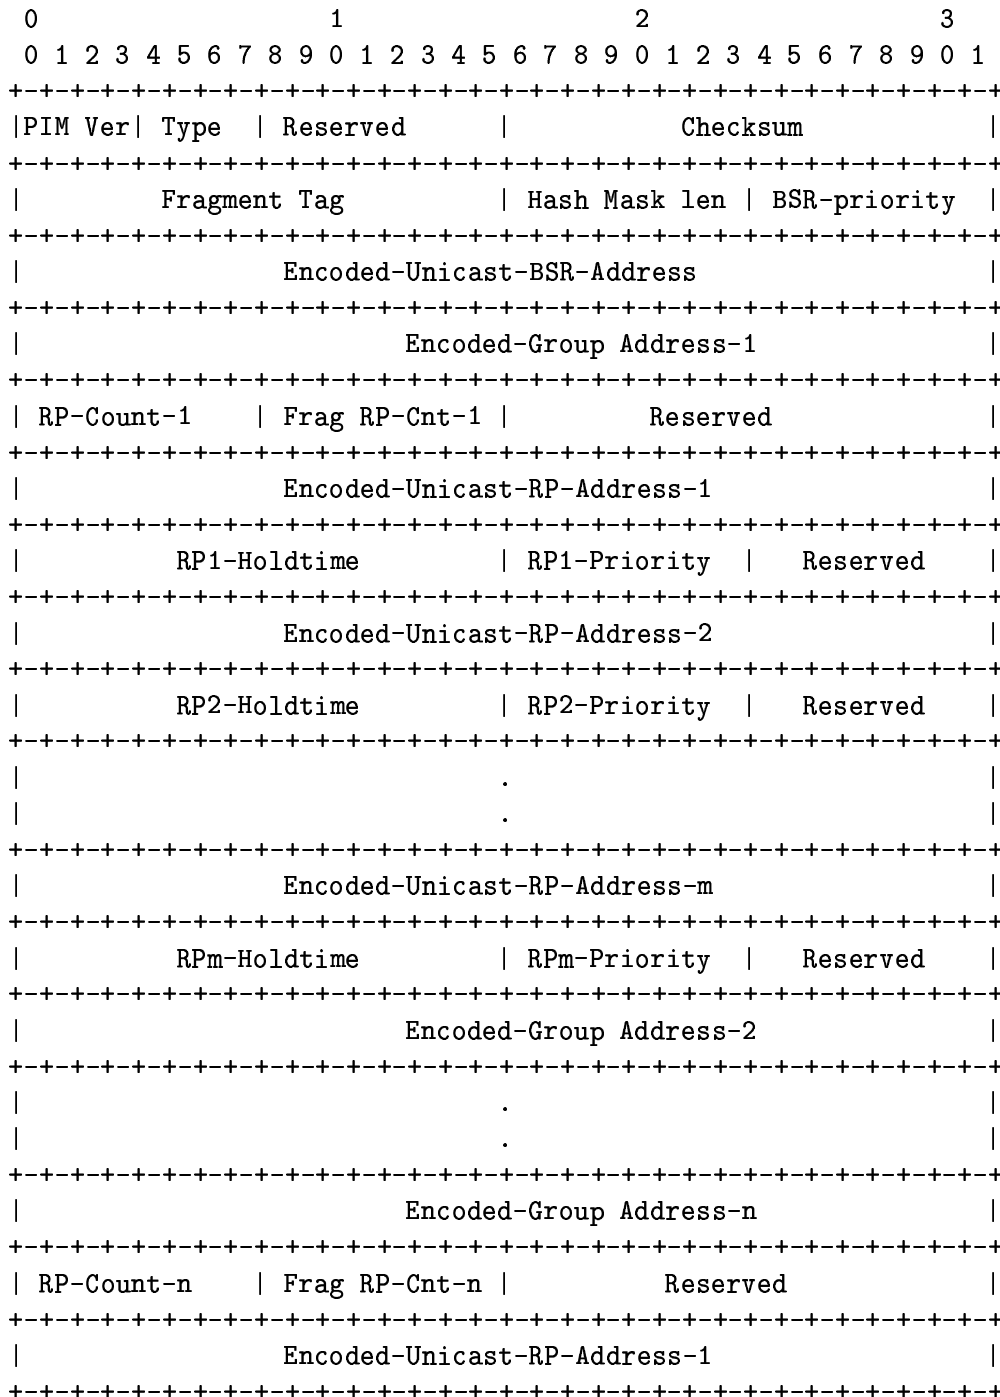 0                   1                   2                   3
 0 1 2 3 4 5 6 7 8 9 0 1 2 3 4 5 6 7 8 9 0 1 2 3 4 5 6 7 8 9 0 1
+-+-+-+-+-+-+-+-+-+-+-+-+-+-+-+-+-+-+-+-+-+-+-+-+-+-+-+-+-+-+-+-+
|PIM Ver| Type  | Reserved      |           Checksum            |
+-+-+-+-+-+-+-+-+-+-+-+-+-+-+-+-+-+-+-+-+-+-+-+-+-+-+-+-+-+-+-+-+
|         Fragment Tag          | Hash Mask len | BSR-priority  |
+-+-+-+-+-+-+-+-+-+-+-+-+-+-+-+-+-+-+-+-+-+-+-+-+-+-+-+-+-+-+-+-+
|                 Encoded-Unicast-BSR-Address                   |
+-+-+-+-+-+-+-+-+-+-+-+-+-+-+-+-+-+-+-+-+-+-+-+-+-+-+-+-+-+-+-+-+
|                         Encoded-Group Address-1               |
+-+-+-+-+-+-+-+-+-+-+-+-+-+-+-+-+-+-+-+-+-+-+-+-+-+-+-+-+-+-+-+-+
| RP-Count-1    | Frag RP-Cnt-1 |         Reserved              |
+-+-+-+-+-+-+-+-+-+-+-+-+-+-+-+-+-+-+-+-+-+-+-+-+-+-+-+-+-+-+-+-+
|                 Encoded-Unicast-RP-Address-1                  |
+-+-+-+-+-+-+-+-+-+-+-+-+-+-+-+-+-+-+-+-+-+-+-+-+-+-+-+-+-+-+-+-+
|          RP1-Holdtime         | RP1-Priority  |   Reserved    |
+-+-+-+-+-+-+-+-+-+-+-+-+-+-+-+-+-+-+-+-+-+-+-+-+-+-+-+-+-+-+-+-+
|                 Encoded-Unicast-RP-Address-2                  |
+-+-+-+-+-+-+-+-+-+-+-+-+-+-+-+-+-+-+-+-+-+-+-+-+-+-+-+-+-+-+-+-+
|          RP2-Holdtime         | RP2-Priority  |   Reserved    |
+-+-+-+-+-+-+-+-+-+-+-+-+-+-+-+-+-+-+-+-+-+-+-+-+-+-+-+-+-+-+-+-+
|                               .                               |
|                               .                               |
+-+-+-+-+-+-+-+-+-+-+-+-+-+-+-+-+-+-+-+-+-+-+-+-+-+-+-+-+-+-+-+-+
|                 Encoded-Unicast-RP-Address-m                  |
+-+-+-+-+-+-+-+-+-+-+-+-+-+-+-+-+-+-+-+-+-+-+-+-+-+-+-+-+-+-+-+-+
|          RPm-Holdtime         | RPm-Priority  |   Reserved    |
+-+-+-+-+-+-+-+-+-+-+-+-+-+-+-+-+-+-+-+-+-+-+-+-+-+-+-+-+-+-+-+-+
|                         Encoded-Group Address-2               |
+-+-+-+-+-+-+-+-+-+-+-+-+-+-+-+-+-+-+-+-+-+-+-+-+-+-+-+-+-+-+-+-+
|                               .                               |
|                               .                               |
+-+-+-+-+-+-+-+-+-+-+-+-+-+-+-+-+-+-+-+-+-+-+-+-+-+-+-+-+-+-+-+-+
|                         Encoded-Group Address-n               |
+-+-+-+-+-+-+-+-+-+-+-+-+-+-+-+-+-+-+-+-+-+-+-+-+-+-+-+-+-+-+-+-+
| RP-Count-n    | Frag RP-Cnt-n |          Reserved             |
+-+-+-+-+-+-+-+-+-+-+-+-+-+-+-+-+-+-+-+-+-+-+-+-+-+-+-+-+-+-+-+-+
|                 Encoded-Unicast-RP-Address-1                  |
+-+-+-+-+-+-+-+-+-+-+-+-+-+-+-+-+-+-+-+-+-+-+-+-+-+-+-+-+-+-+-+-+